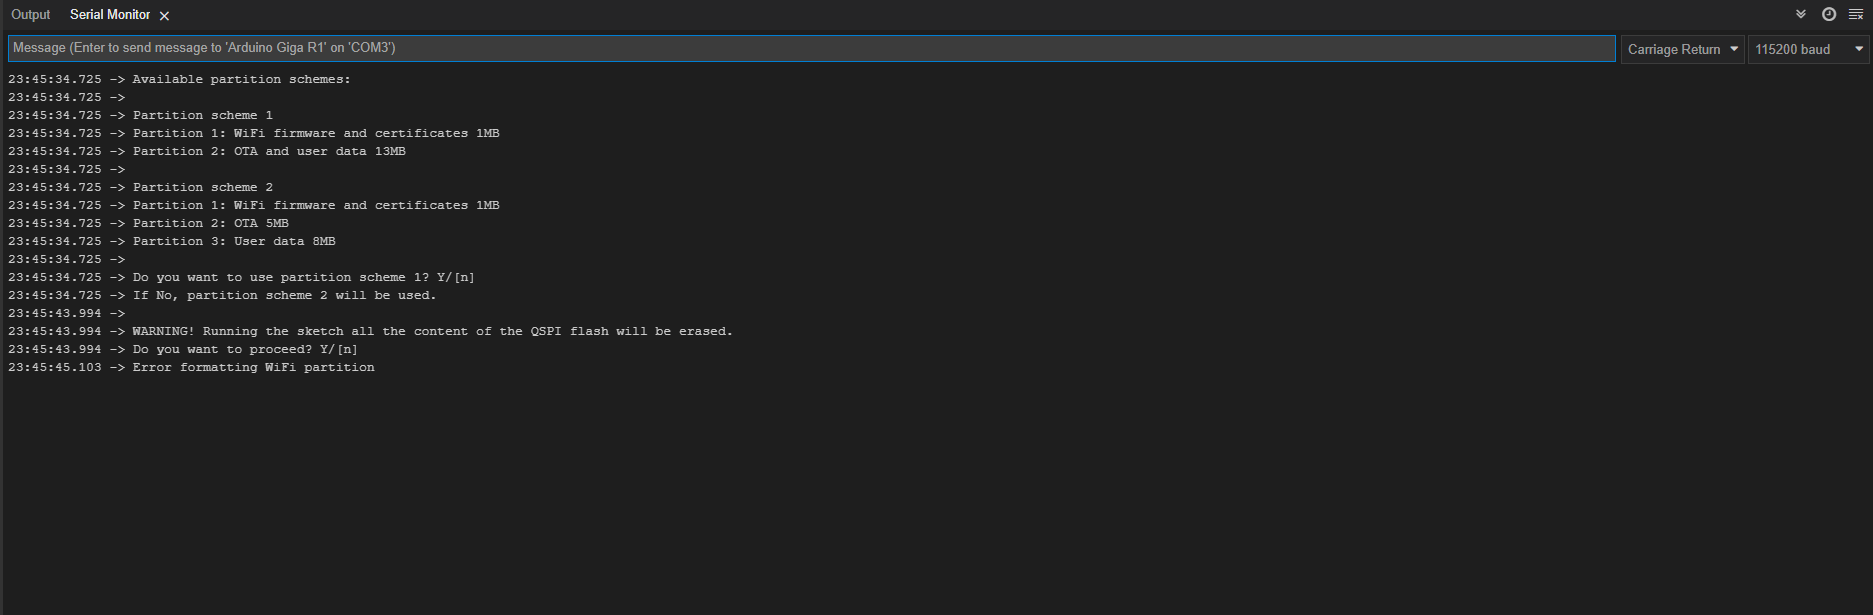 Output Serial Monitor
Message (Enter to send message to 'Arduino Giga R1' on 'COM3') Carriage Return 115200 baud
23:45:34.725 -> Available partition schemes:
23:45:34.725 ->
23:45:34.725 -> Partition scheme 1
23:45:34.725 -> Partition 1: WiFi firmware and certificates 1MB
23:45:34.725 -> Partition 2: OTA and user data 13MB
23:45:34.725 ->
23:45:34.725 -> Partition scheme 2
23:45:34.725 -> Partition 1: WiFi firmware and certificates 1MB
23:45:34.725 -> Partition 2: OTA 5MB
23:45:34.725 -> Partition 3: User data 8MB
23:45:34.725 ->
23:45:34.725 -> Do you want to use partition scheme 1? Y/[n]
23:45:34.725 -> If No, partition scheme 2 will be used.
23:45:43.994 ->
23:45:43.994 -> WARNING! Running the sketch all the content of the QSPI flash will be erased.
23:45:43.994 -> Do you want to proceed? Y/[n]
23:45:45.103 -> Error formatting WiFi partition